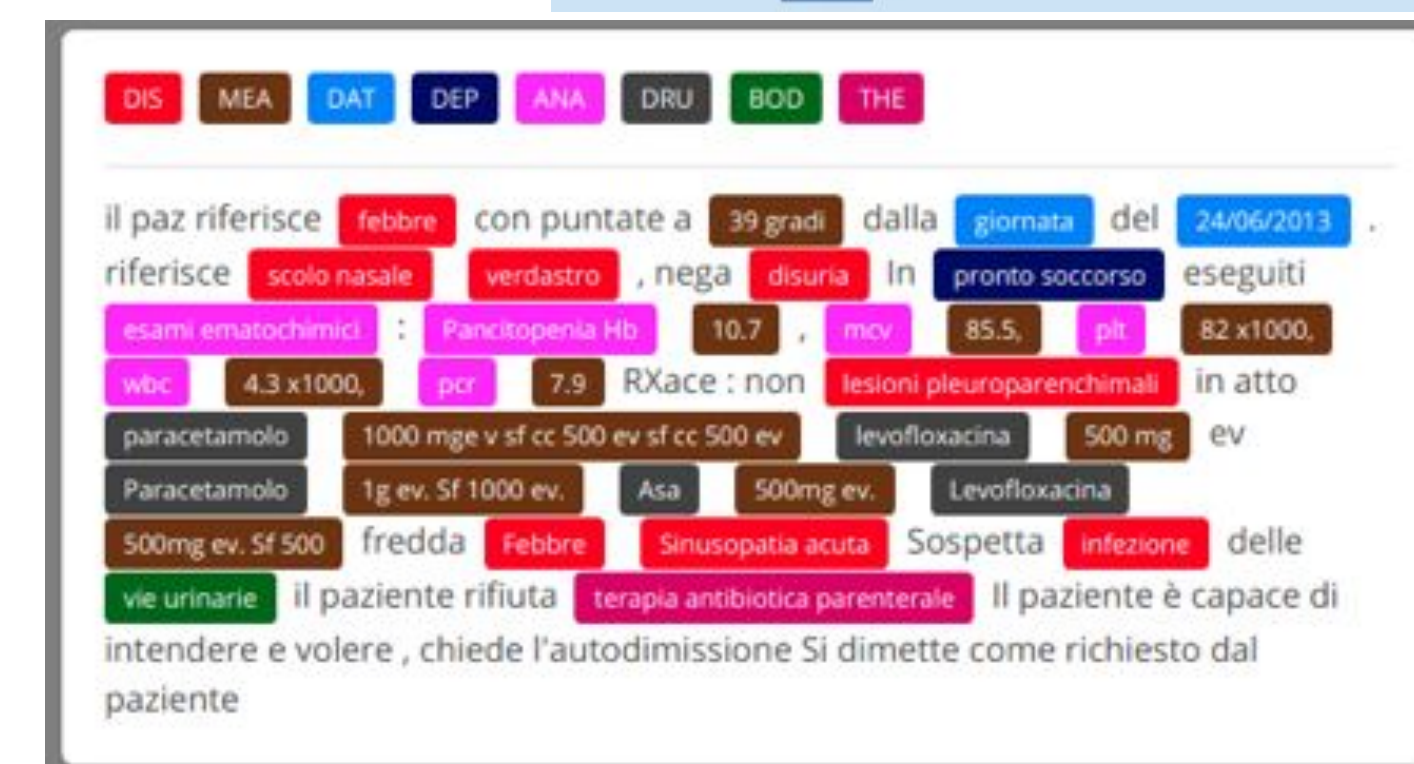 DIS MEA DAT DEP ANA DRU BOD THE
il paz riferisce febbre con puntate a 39 gradi dalla giornata del 24/06/2013 .
riferisce scolo nasale verdastro , nega disuria In pronto soccorso eseguiti
esami ematochimici : Pancitopenia Hb 10.7 , mcv 85.5, plt 82 x1000,
wbc 4.3 x1000, pcr 7.9 RXace : non lesioni pleuroparenchimali in atto
paracetamolo 1000 mge v sf cc 500 ev sf cc 500 ev levofloxacina 500 mg ev
Paracetamolo 1g ev. Sf 1000 ev. Asa 500mg ev. Levofloxacina
500mg ev. Sf 500 fredda Febbre Sinusopatia acuta Sospetta infezione delle
vie urinarie il paziente rifiuta terapia antibiotica parenterale Il paziente è capace di
intendere e volere , chiede l'autodimissione Si dimette come richiesto dal
paziente